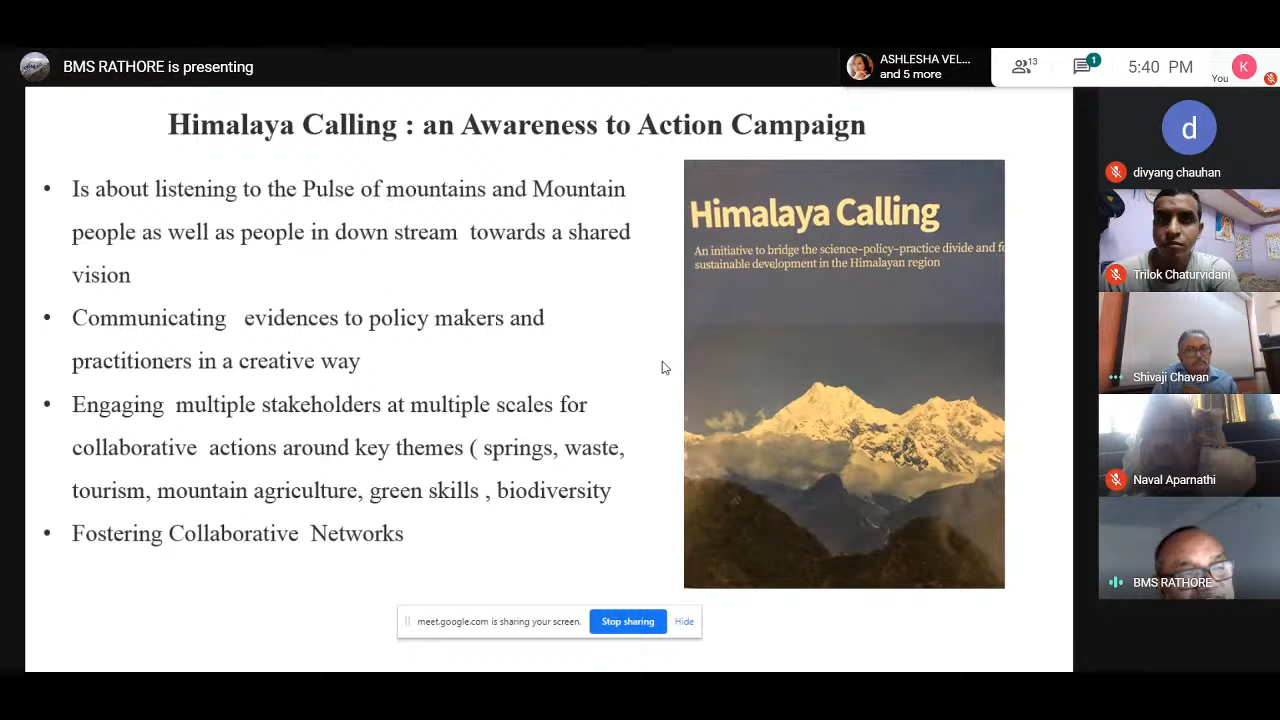 BMS RATHORE is presenting
ASHLESHA VEL...
and 5 more
13
1
5:40 PM
You
K
Himalaya Calling : an Awareness to Action Campaign
• Is about listening to the Pulse of mountains and Mountain
people as well as people in down stream towards a shared
vision
• Communicating evidences to policy makers and
practitioners in a creative way
• Engaging multiple stakeholders at multiple scales for
collaborative actions around key themes ( springs, waste,
tourism, mountain agriculture, green skills , biodiversity
• Fostering Collaborative Networks
Himalaya Calling
An initiative to bridge the science–policy–practice divide and fo
sustainable development in the Himalayan region
meet.google.com is sharing your screen.
Stop sharing
Hide
d
divyang chauhan
Trilok Chaturvidani
Shivaji Chavan
Naval Aparnathi
BMS RATHORE